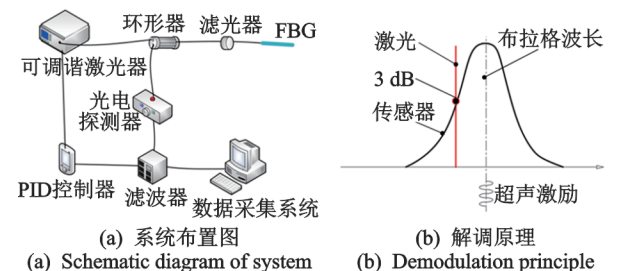 环形器
滤光器
FBG
可调谐激光器
光电
探测器
PID控制器
滤波器
数据采集系统
(a) 系统布置图
(a) Schematic diagram of system
激光
布拉格波长
3 dB
传感器
超声激励
(b) 解调原理
(b) Demodulation principle